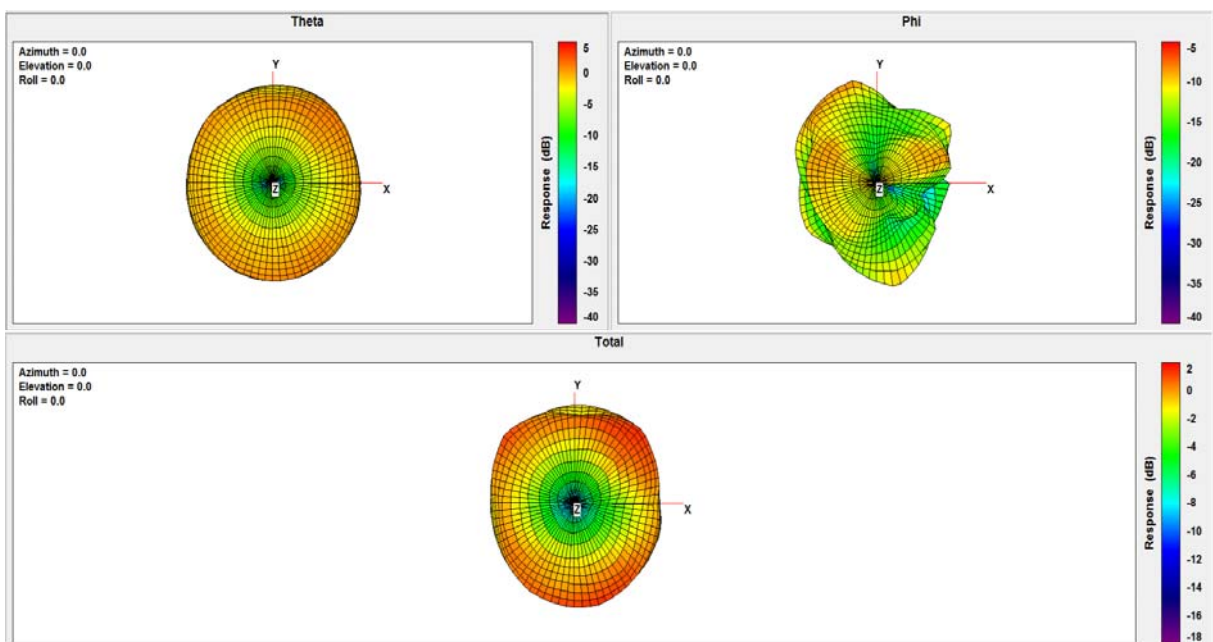 Theta
Azimuth = 0.0
Elevation = 0.0
Roll = 0.0
Y
X
Z
Response (dB)
5
0
-5
-10
-15
-20
-25
-30
-35
-40
Phi
Azimuth = 0.0
Elevation = 0.0
Roll = 0.0
Y
X
Z
Response (dB)
-5
-10
-15
-20
-25
-30
-35
-40
Total
Azimuth = 0.0
Elevation = 0.0
Roll = 0.0
Y
X
Z
Response (dB)
2
0
-2
-4
-6
-8
-10
-12
-14
-16
-18